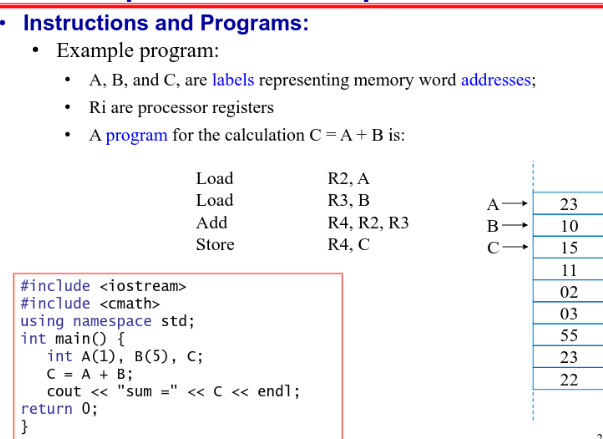 • Instructions and Programs:
• Example program:
• A, B, and C, are labels representing memory word addresses;
• Ri are processor registers
• A program for the calculation C = A + B is:
Load R2, A
Load R3, B
Add R4, R2, R3
Store R4, C
A 23
B 10
C 15
11
02
03
55
23
22
#include <iostream>
#include <cmath>
using namespace std;
int main() {
int A(1), B(5), C;
C = A + B;
cout << "sum =" << C << endl;
return 0;
}